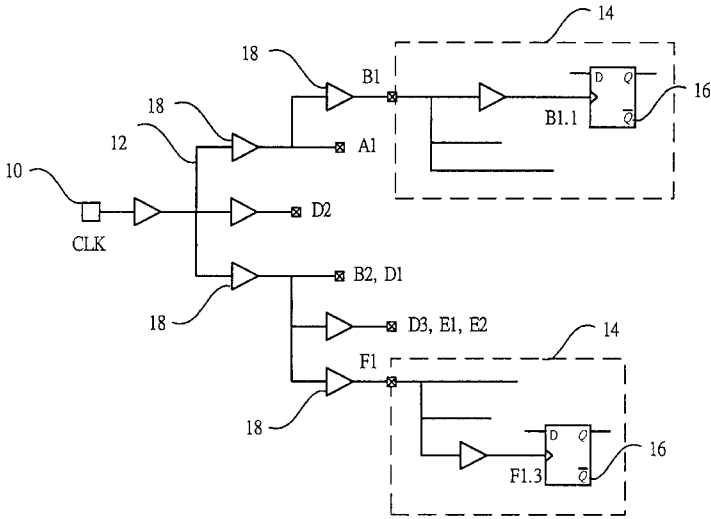 14
18
B1
D Q
Q
16
B1.1
18
12
A1
10
D2
CLK
B2, D1
18
D3, E1, E2
14
F1
18
D Q
Q
16
F1.3